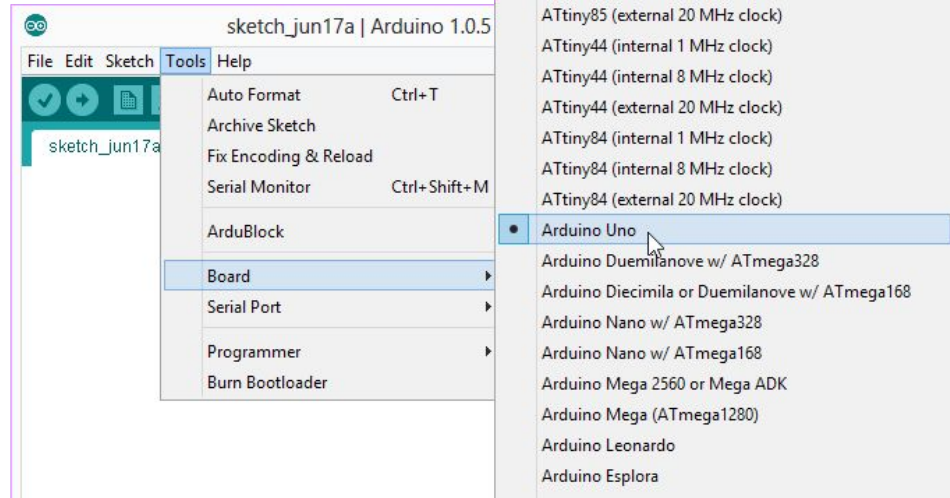 sketch_jun17a | Arduino 1.0.5
File Edit Sketch Tools Help
sketch_jun17a
Auto Format Ctrl+T
Archive Sketch
Fix Encoding & Reload
Serial Monitor Ctrl+Shift+M
ArduBlock
Board
Serial Port
Programmer
Burn Bootloader
ATtiny85 (external 20 MHz clock)
ATtiny44 (internal 1 MHz clock)
ATtiny44 (internal 8 MHz clock)
ATtiny44 (external 20 MHz clock)
ATtiny84 (internal 1 MHz clock)
ATtiny84 (internal 8 MHz clock)
ATtiny84 (external 20 MHz clock)
Arduino Uno
Arduino Duemilanove w/ ATmega328
Arduino Diecimila or Duemilanove w/ ATmega168
Arduino Nano w/ ATmega328
Arduino Nano w/ ATmega168
Arduino Mega 2560 or Mega ADK
Arduino Mega (ATmega1280)
Arduino Leonardo
Arduino Esplora